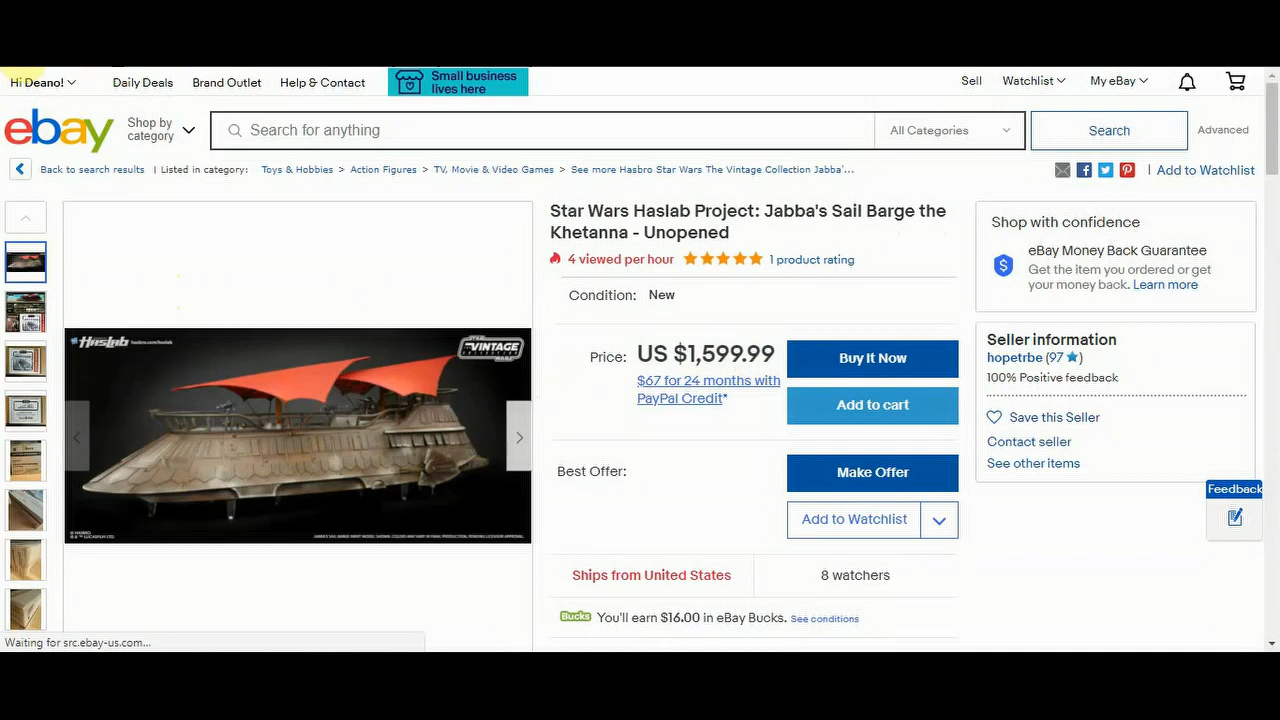 Hi Deano!
Daily Deals
Brand Outlet
Help & Contact
Small business
lives here
Sell
Watchlist
My eBay
ebay
Shop by
category
Search for anything
All Categories
Search
Advanced
Back to search results
Listed in category:
Toys & Hobbies
Action Figures
TV, Movie & Video Games
See more Hasbro Star Wars The Vintage Collection Jabba'...
Add to Watchlist
Star Wars Haslab Project: Jabba's Sail Barge the
Khetanna - Unopened
4 viewed per hour
1 product rating
Condition: New
Price: US $1,599.99
$67 for 24 months with
PayPal Credit*
Buy It Now
Add to cart
Best Offer:
Make Offer
Add to Watchlist
Ships from United States
8 watchers
Bucks You'll earn $16.00 in eBay Bucks. See conditions
Shop with confidence
eBay Money Back Guarantee
Get the item you ordered or get
your money back. Learn more
Seller information
hopetrbe (97)
100% Positive feedback
Save this Seller
Contact seller
See other items
Feedback
HASLAB
hasbro.com/haslab
STAR
VINTAGE
COLLECTION
WARS
Waiting for src.ebay-us.com...